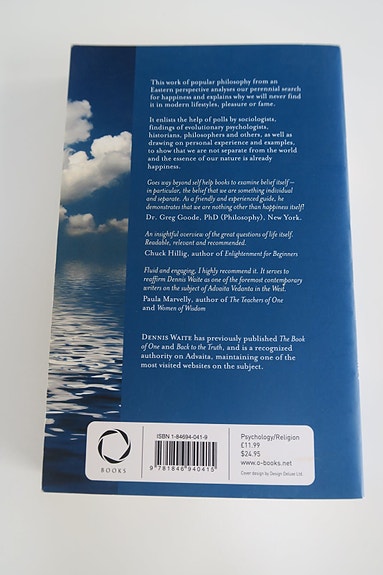 This work of popular philosophy from an
Eastern perspective analyses our perennial search
for happiness and explains why we will never find
it in modern lifestyles, pleasure or fame.
It enlists the help of polls by sociologists,
findings of evolutionary psychologists,
historians, philosophers and others, as well as
drawing on personal experience and examples,
to show that we are not separate from the world
and the essence of our nature is already
happiness.
Goes way beyond self help books to examine belief itself –
in particular, the belief that we are something individual
and separate. As a friendly and experienced guide, he
demonstrates that we are nothing other than happiness itself!
Dr. Greg Goode, PhD (Philosophy), New York.
An insightful overview of the great questions of life itself.
Readable, relevant and recommended.
Chuck Hillig, author of Enlightenment for Beginners
Fluid and engaging, I highly recommend it. It serves to
reaffirm Dennis Waite as one of the foremost contemporary
writers on the subject of Advaita Vedanta in the West.
Paula Marvelly, author of The Teachers of One
and Women of Wisdom
DENNIS WAITE has previously published The Book
of One and Back to the Truth, and is a recognized
authority on Advaita, maintaining one of the
most visited websites on the subject.
BOOKS
ISBN 1-84694-041-9
9 781846 940415
Psychology/Religion
£11.99
$24.95
www.o-books.net
Cover design by Design Deluxe Ltd.